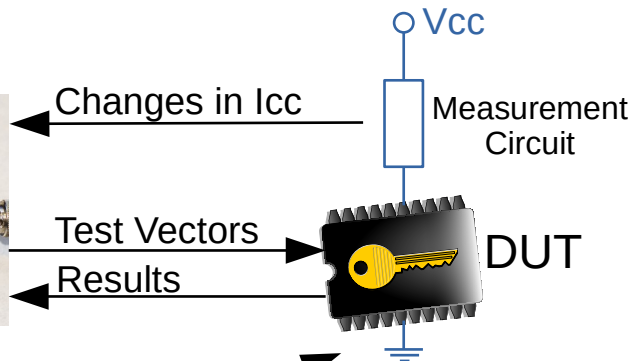 Vcc
Changes in Icc
Measurement
Circuit
Test Vectors
DUT
Results